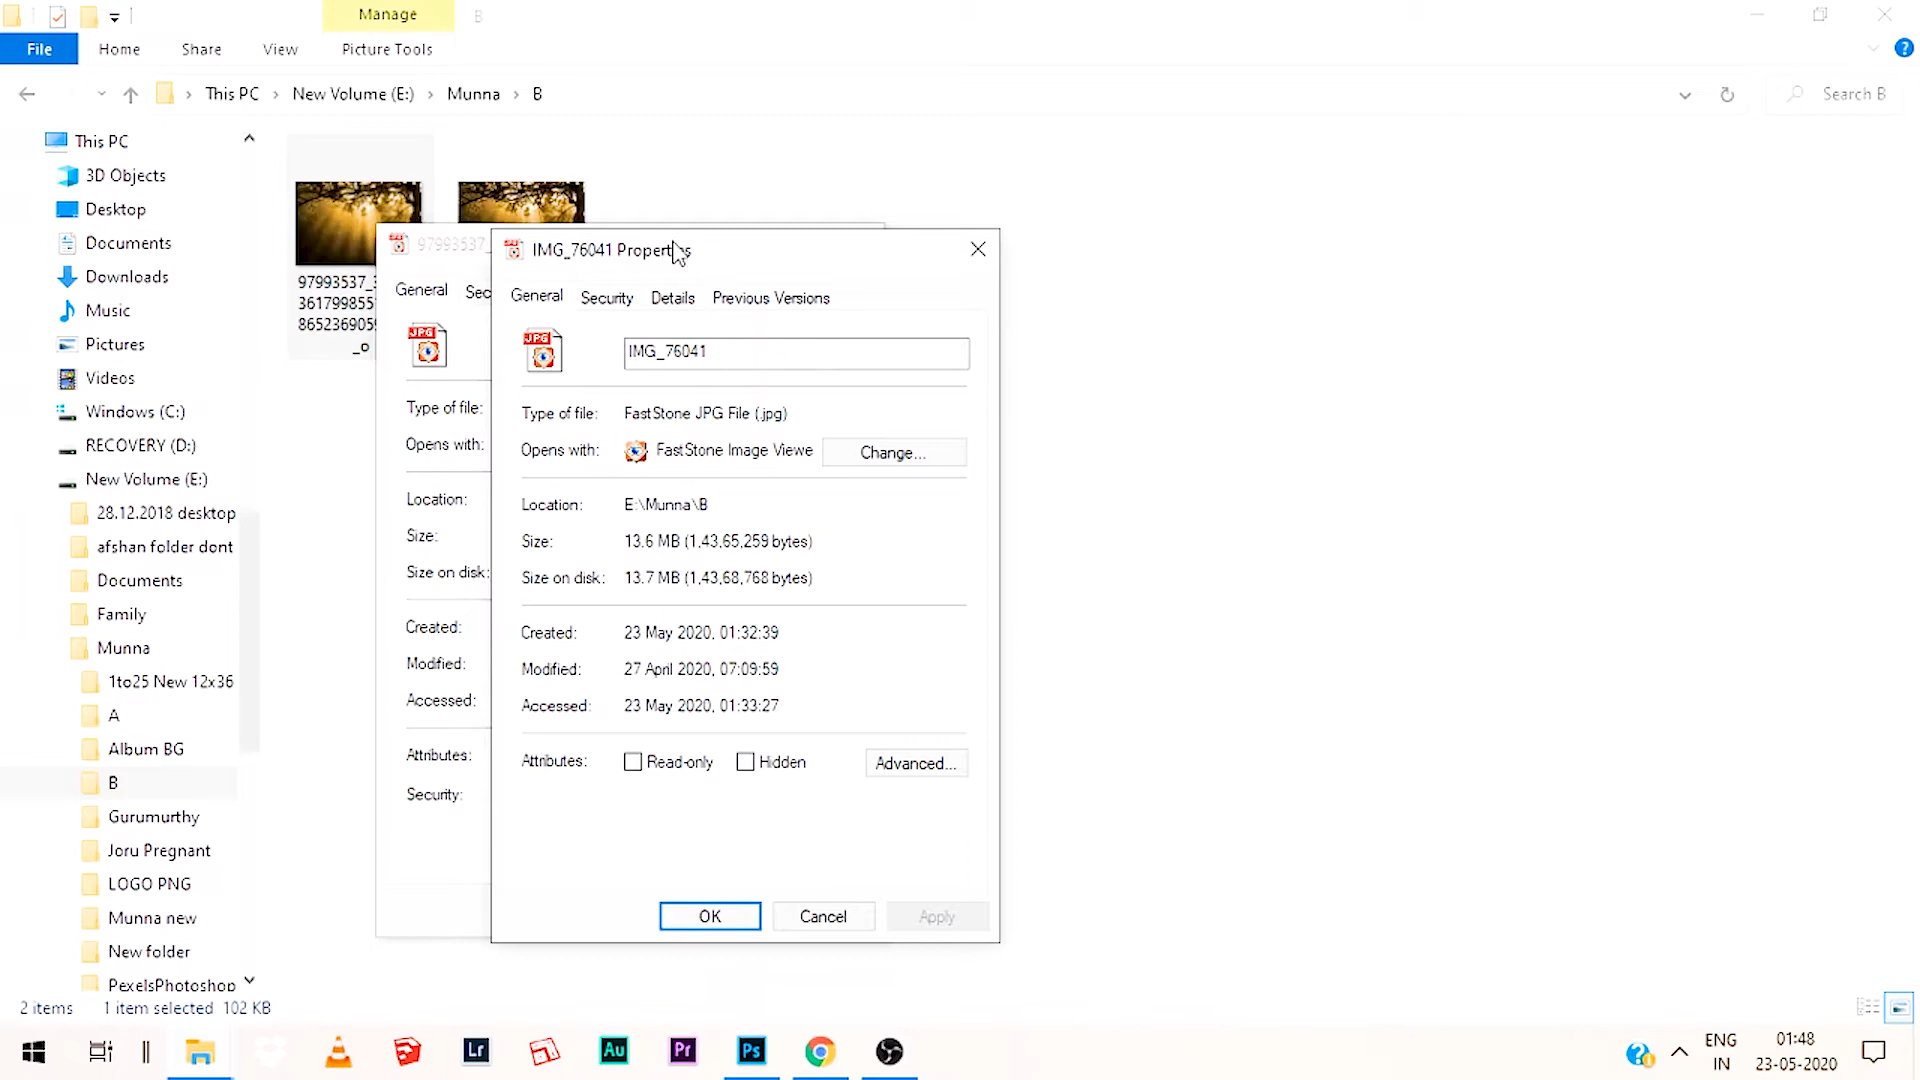 Manage
B
File Home Share View Picture Tools
This PC › New Volume (E:) › Munna › B
Search B
This PC
3D Objects
Desktop
Documents
Downloads
Music
Pictures
Videos
Windows (C:)
RECOVERY (D:)
New Volume (E:)
28.12.2018 desktop
afshan folder dont
Documents
Family
Munna
1to25 New 12x36
A
Album BG
B
Gurumurthy
Joru Pregnant
LOGO PNG
Munna new
New folder
PexelsPhotoshop
361799855
865236905
_o
97993537_
General
JPG
Type of file:
Opens with:
Location:
Size:
Size on disk:
Created:
Modified:
Accessed:
Attributes:
Security:
IMG_76041 Properties
General Security Details Previous Versions
JPG
IMG_76041
Type of file: FastStone JPG File (.jpg)
Opens with: FastStone Image Viewe Change...
Location: E:\Munna\B
Size: 13.6 MB (1,43,65,259 bytes)
Size on disk: 13.7 MB (1,43,68,768 bytes)
Created: 23 May 2020, 01:32:39
Modified: 27 April 2020, 07:09:59
Accessed: 23 May 2020, 01:33:27
Attributes: Read-only Hidden Advanced...
OK Cancel Apply
2 items 1 item selected 102 KB
Lr Au Pr Ps
ENG
IN
01:48
23-05-2020